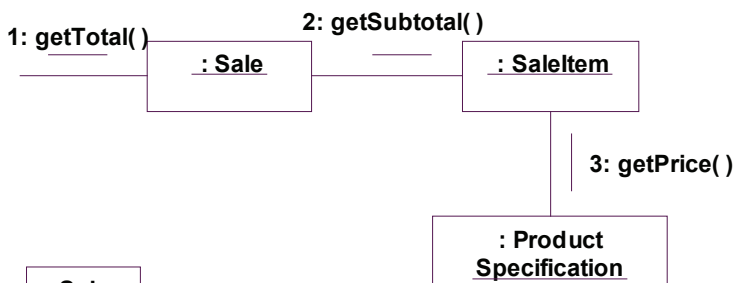 1: getTotal( )
2: getSubtotal( )
: Sale
: SaleItem
3: getPrice( )
: Product
Specification